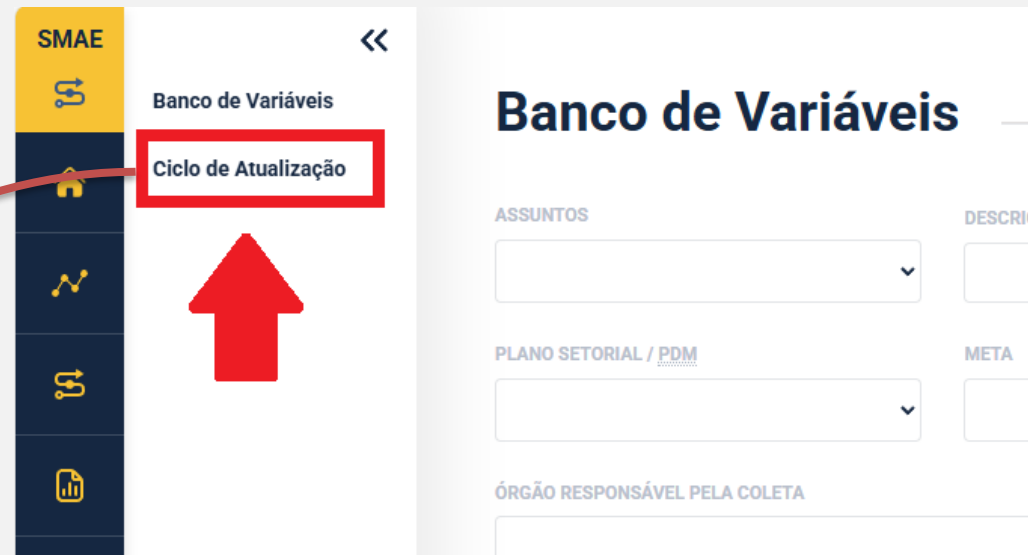 SMAE
Banco de Variáveis
Ciclo de Atualização
Banco de Variáveis
ASSUNTOS
PLANO SETORIAL / PDM
META
ÓRGÃO RESPONSÁVEL PELA COLETA